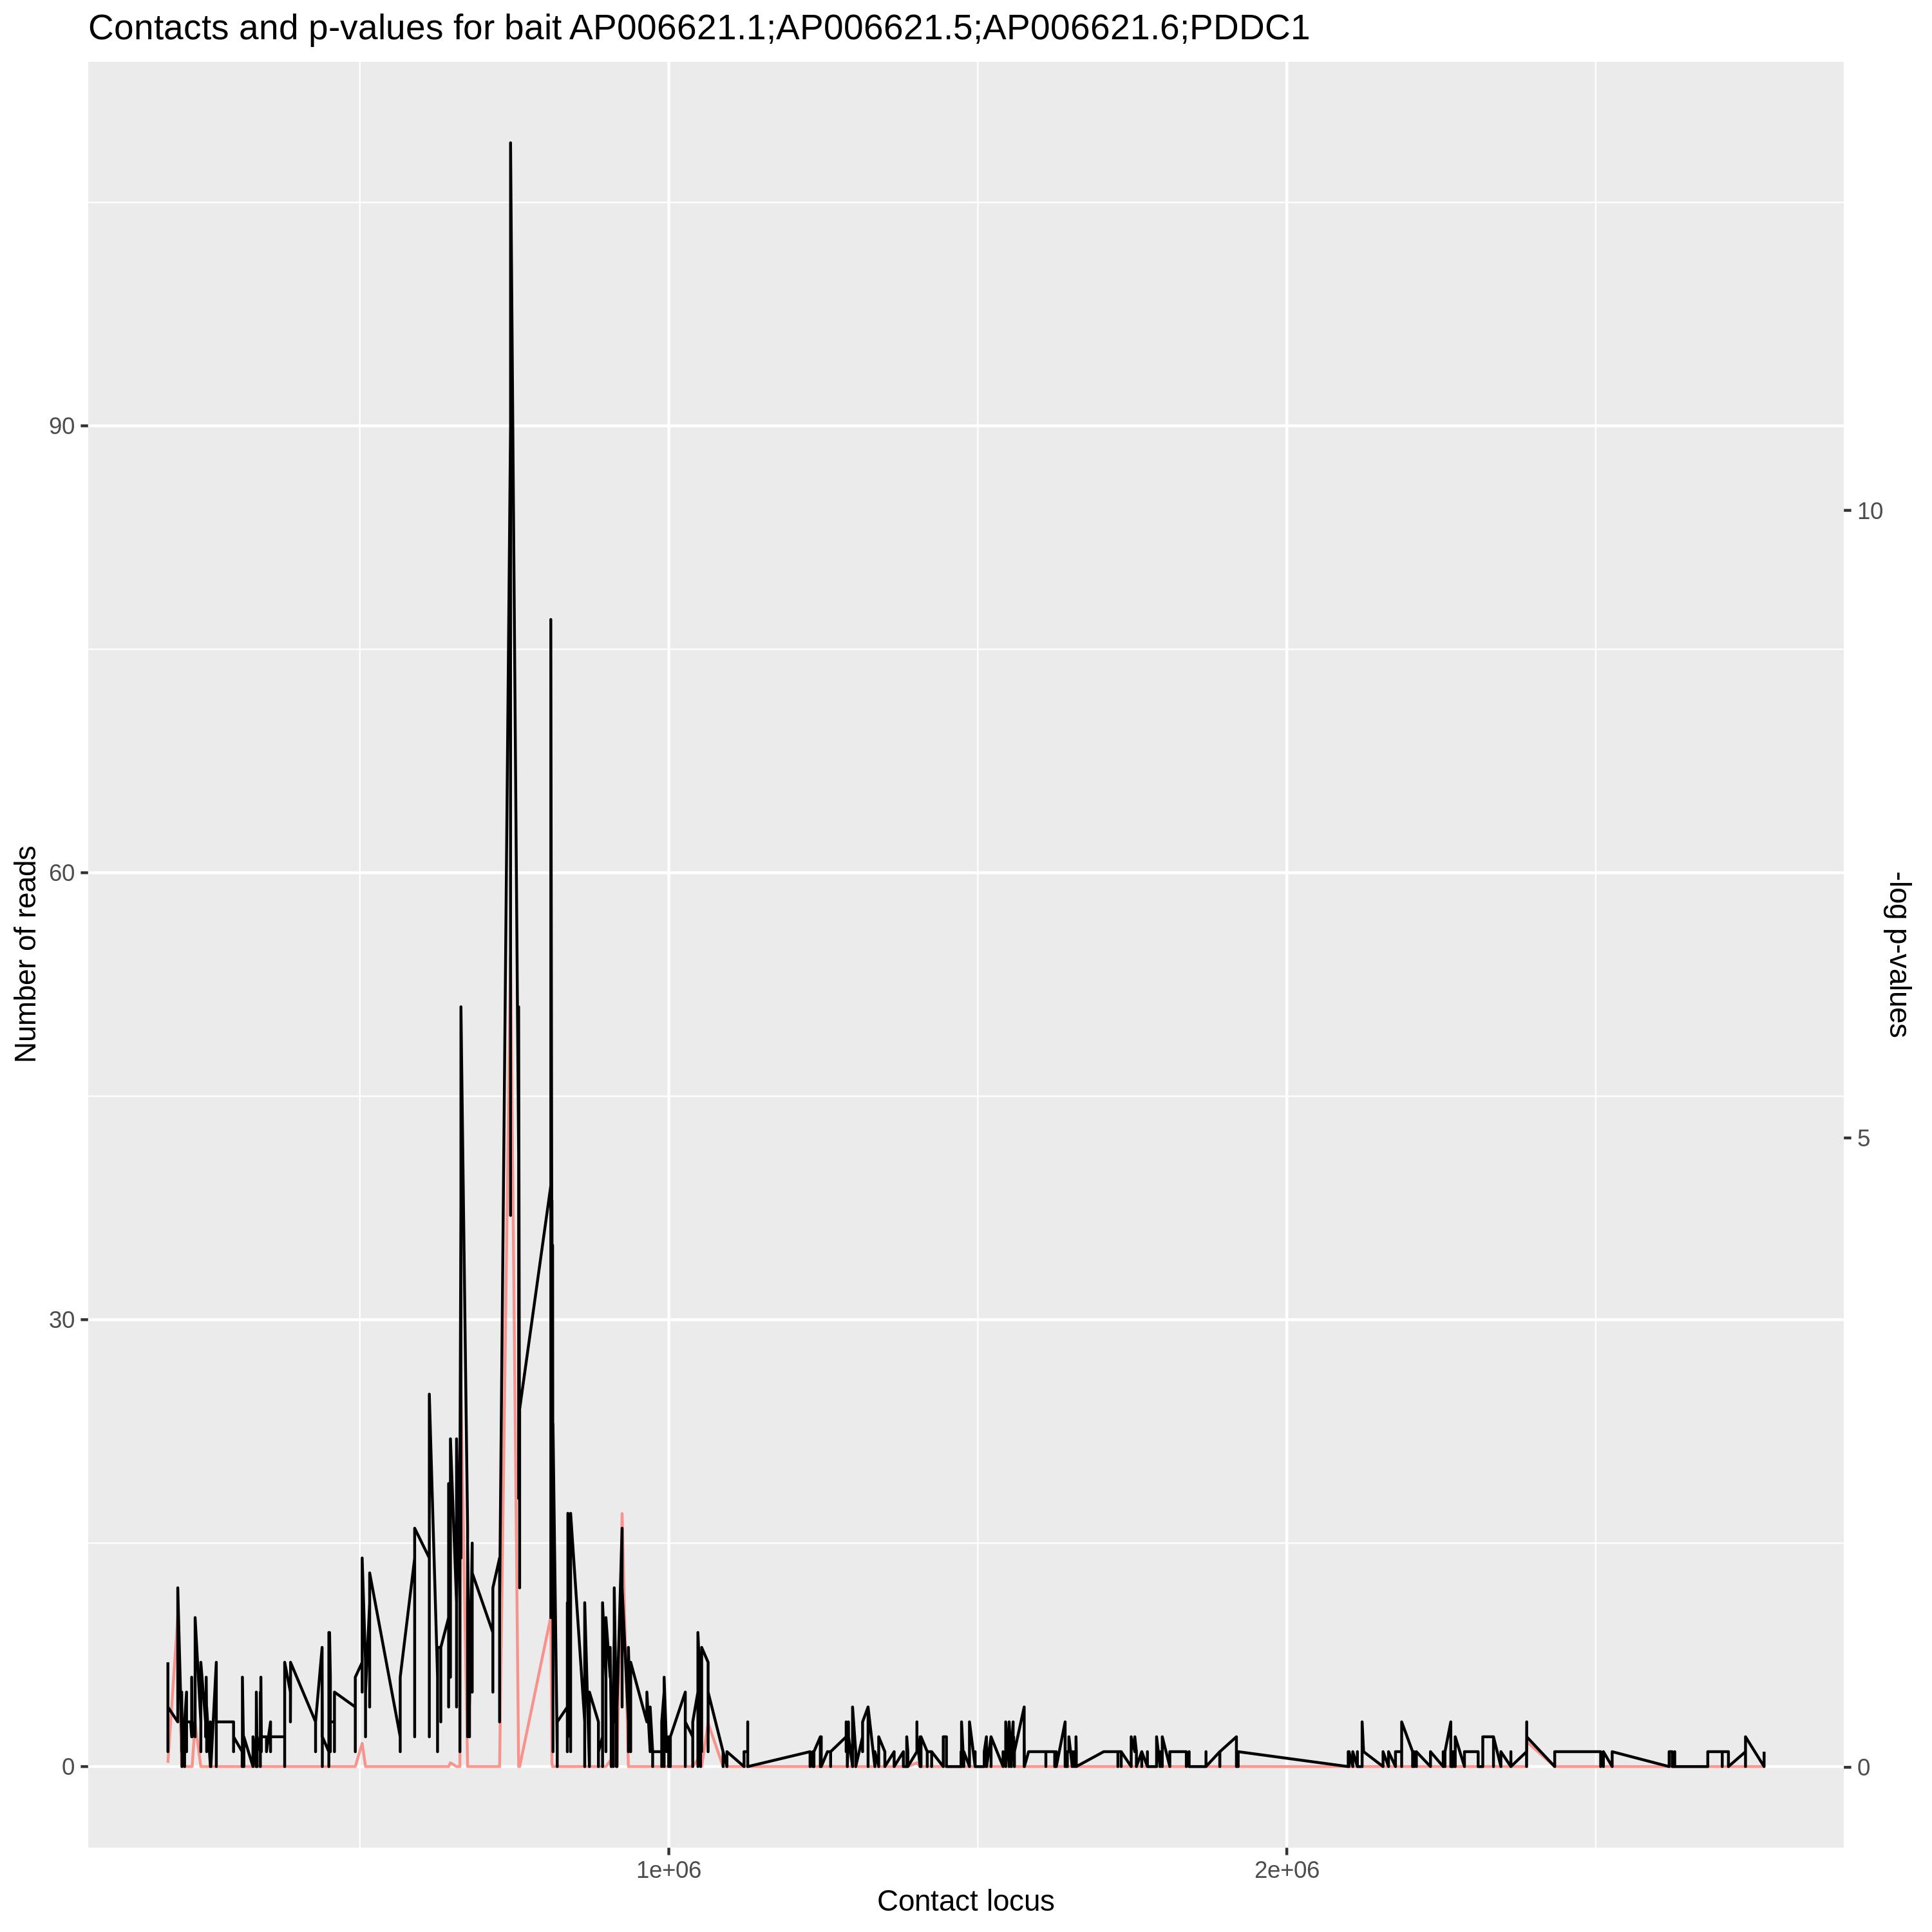 Contacts and p-values for bait AP006621.1;AP006621.5;AP006621.6;PDDC1
90
60
30
0
Number of reads
10
5
0
-log p-values
1e+06
2e+06
Contact locus